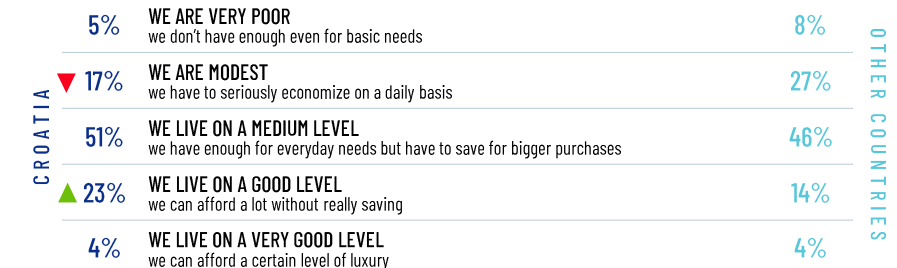 CROATIA
OTHER COUNTRIES
5%
WE ARE VERY POOR
we don't have enough even for basic needs
8%
17%
WE ARE MODEST
we have to seriously economize on a daily basis
27%
51%
WE LIVE ON A MEDIUM LEVEL
we have enough for everyday needs but have to save for bigger purchases
46%
23%
WE LIVE ON A GOOD LEVEL
we can afford a lot without really saving
14%
4%
WE LIVE ON A VERY GOOD LEVEL
we can afford a certain level of luxury
4%